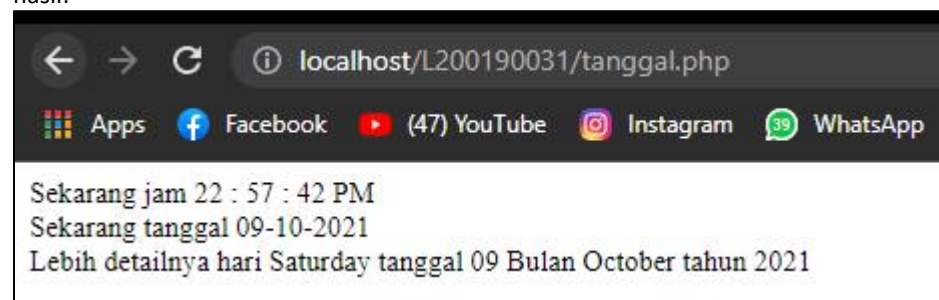 localhost/L200190031/tanggal.php
Apps Facebook (47) YouTube Instagram 39 WhatsApp
Sekarang jam 22 : 57 : 42 PM
Sekarang tanggal 09-10-2021
Lebih detailnya hari Saturday tanggal 09 Bulan October tahun 2021